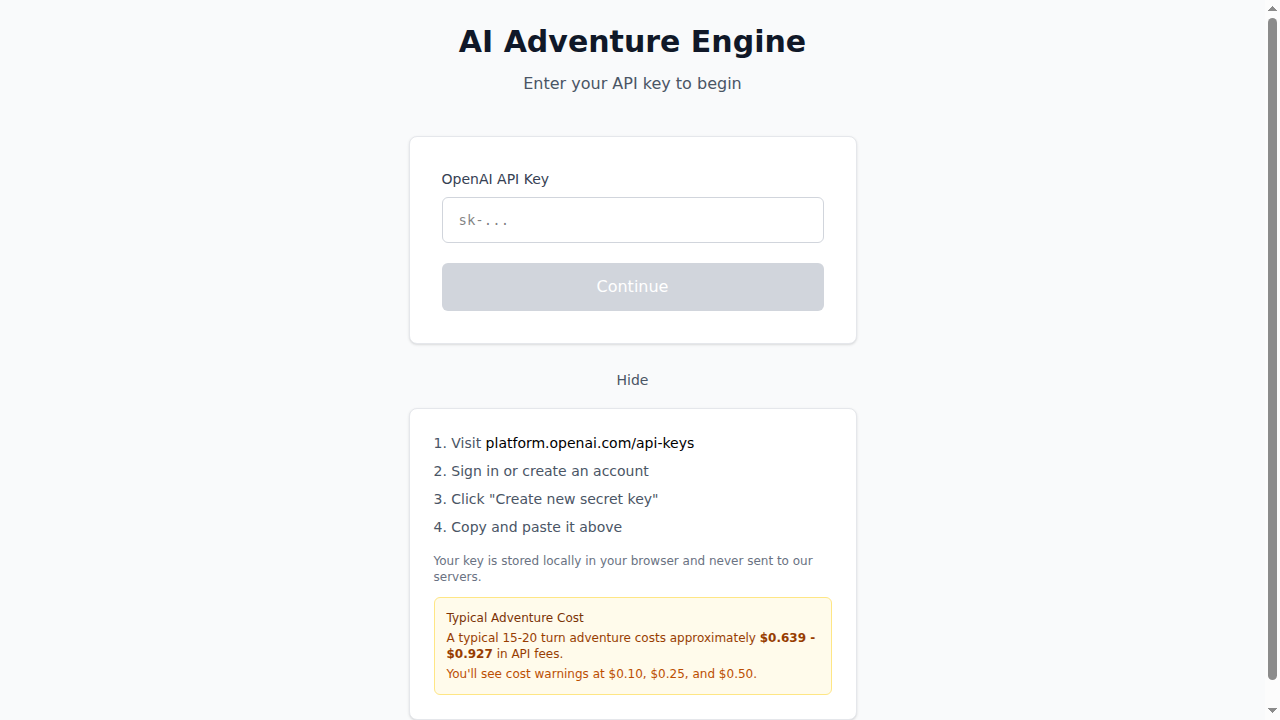 AI Adventure Engine
Enter your API key to begin
OpenAI API Key
sk-...
Continue
Hide
1. Visit platform.openai.com/api-keys
2. Sign in or create an account
3. Click "Create new secret key"
4. Copy and paste it above
Your key is stored locally in your browser and never sent to our
servers.
Typical Adventure Cost
A typical 15-20 turn adventure costs approximately $0.639 -
$0.927 in API fees.
You'll see cost warnings at $0.10, $0.25, and $0.50.